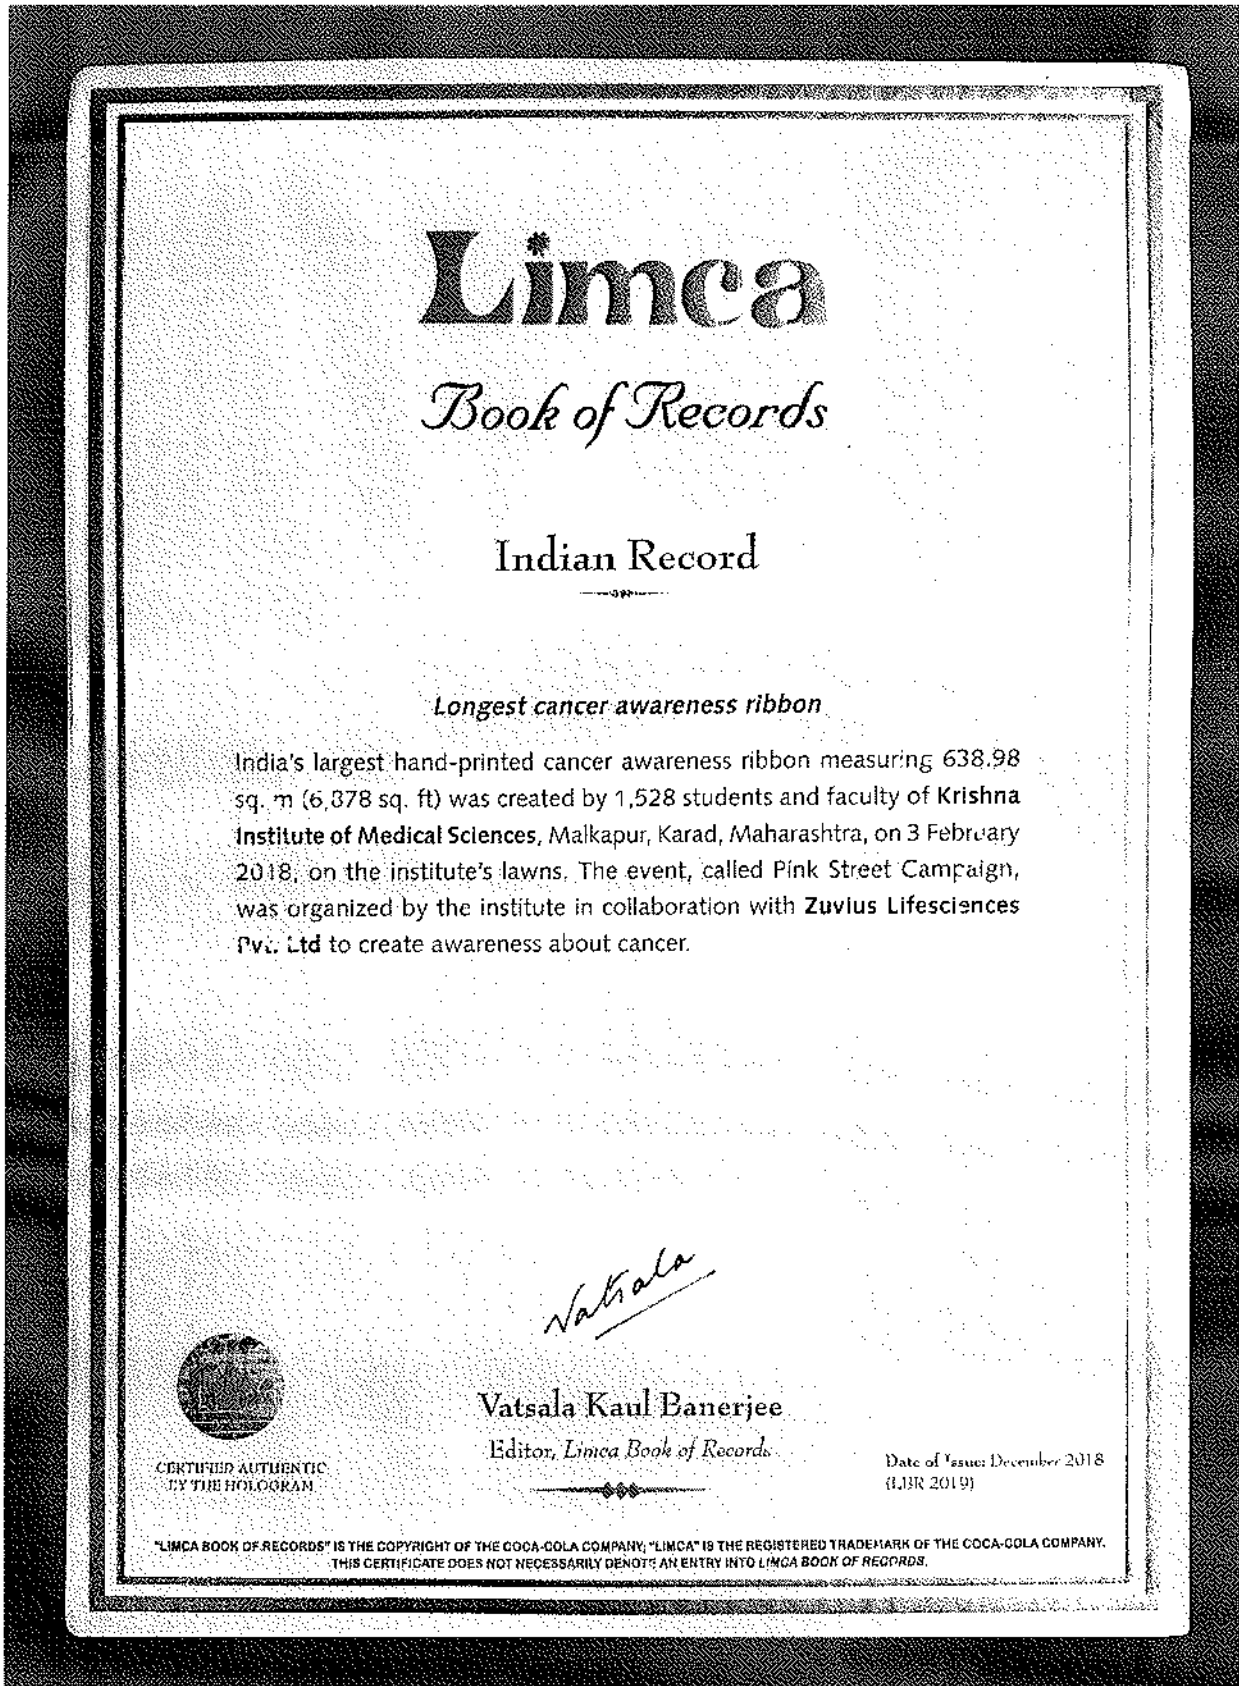 Limca
Book of Records
Indian Record
Longest cancer awareness ribbon
India's largest hand-printed cancer awareness ribbon measuring 638.98
sq. m (6,878 sq. ft) was created by 1,528 students and faculty of Krishna
Institute of Medical Sciences, Malkapur, Karad, Maharashtra, on 3 February
2018, on the institute's lawns. The event, called Pink Street Campaign,
was organized by the institute in collaboration with Zuvius Lifesciences
Pvt. Ltd to create awareness about cancer.
Vatsala
Vatsala Kaul Banerjee
Editor, Limca Book of Records
CERTIFIED AUTHENTIC
BY THE HOLOGRAM
Date of Issue: December 2018
(LBR 2019)
"LIMCA BOOK OF RECORDS" IS THE COPYRIGHT OF THE COCA-COLA COMPANY; "LIMCA" IS THE REGISTERED TRADEMARK OF THE COCA-COLA COMPANY.
THIS CERTIFICATE DOES NOT NECESSARILY DENOTE AN ENTRY INTO LIMCA BOOK OF RECORDS.